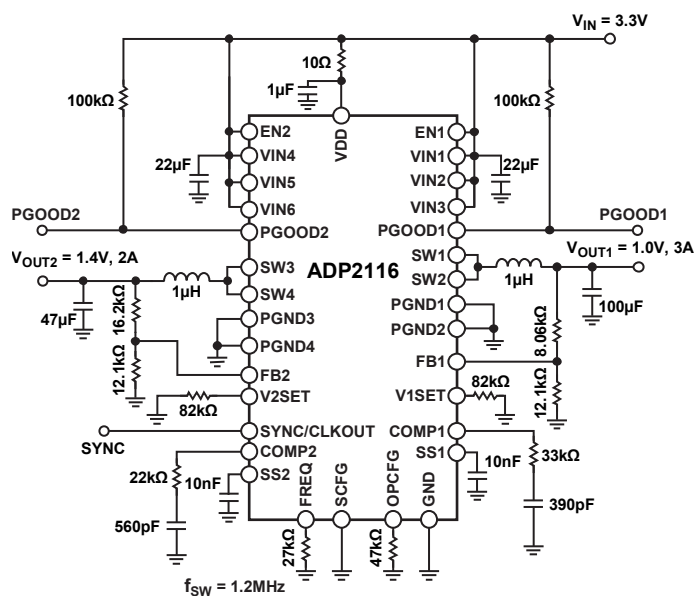 VIN = 3.3V
10Ω
1µF
100kΩ
100kΩ
VDD
EN2
EN1
22µF
VIN4
VIN1
22µF
VIN5
VIN2
VIN6
VIN3
PGOOD2
PGOOD2
PGOOD1
PGOOD1
VOUT2 = 1.4V, 2A
SW3
ADP2116
SW1
VOUT1 = 1.0V, 3A
1µH
SW4
SW2
1µH
47µF
16.2kΩ
PGND3
PGND1
100µF
8.06kΩ
PGND4
PGND2
12.1kΩ
FB2
FB1
12.1kΩ
V2SET
V1SET
82kΩ
82kΩ
SYNC
SYNC/CLKOUT
COMP1
COMP2
SS1
33kΩ
22kΩ
10nF
SS2
10nF
FREQ
SCFG
OPCFG
GND
560pF
390pF
27kΩ
47kΩ
fSW = 1.2MHz